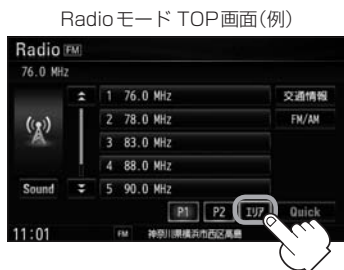 Radioモード TOP画面(例)
Radio FM
76.0 MHz
1 76.0 MHz 交通情報
2 78.0 MHz FM/AM
3 83.0 MHz
4 88.0 MHz
Sound 5 90.0 MHz
P1 P2 エリア Quick
11:01 FM 神奈川県横浜市西区高島